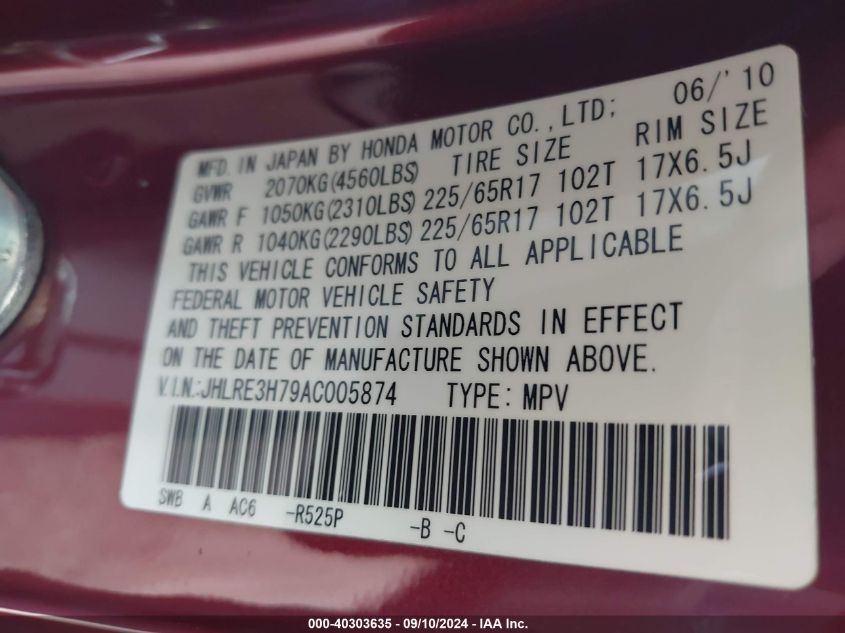 MFD. IN JAPAN BY HONDA MOTOR CO., LTD; 06/'10
GVWR 2070KG(4560LBS) TIRE SIZE RIM SIZE
GAWR F 1050KG(2310LBS) 225/65R17 102T 17X6.5J
GAWR R 1040KG(2290LBS) 225/65R17 102T 17X6.5J
THIS VEHICLE CONFORMS TO ALL APPLICABLE
FEDERAL MOTOR VEHICLE SAFETY
AND THEFT PREVENTION STANDARDS IN EFFECT
ON THE DATE OF MANUFACTURE SHOWN ABOVE.
V.I.N.:JHLRE3H79AC005874 TYPE: MPV
SWB A AC6 -R525P -B -C
000-40303635 - 09/10/2024 - IAA Inc.